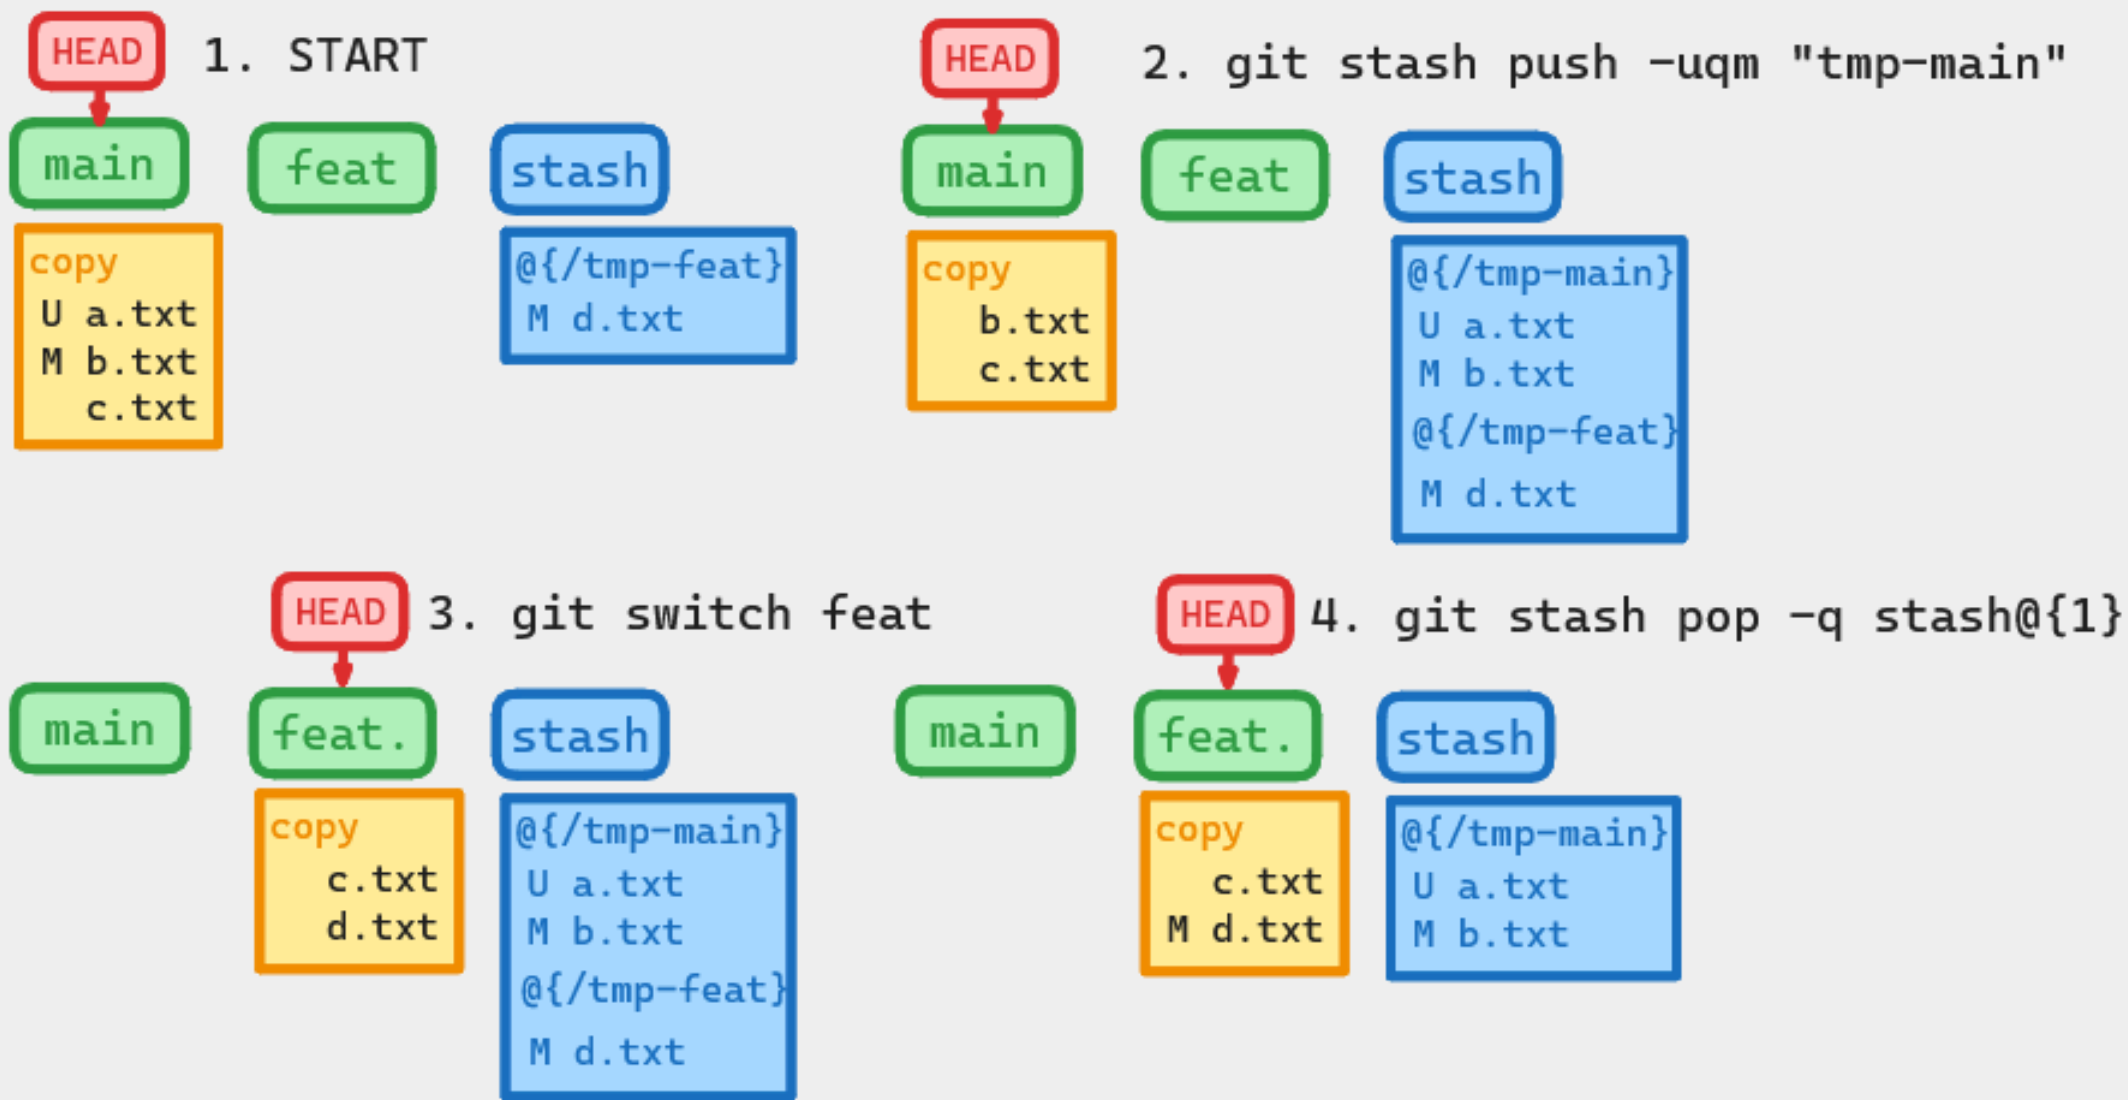 HEAD 1. START
main feat stash
copy
U a.txt
M b.txt
c.txt
@{/tmp-feat}
M d.txt
HEAD 2. git stash push -uqm "tmp-main"
main feat stash
copy
b.txt
c.txt
@{/tmp-main}
U a.txt
M b.txt
@{/tmp-feat}
M d.txt
HEAD 3. git switch feat
main feat. stash
copy
c.txt
d.txt
@{/tmp-main}
U a.txt
M b.txt
@{/tmp-feat}
M d.txt
HEAD 4. git stash pop -q stash@{1}
main feat. stash
copy
c.txt
M d.txt
@{/tmp-main}
U a.txt
M b.txt